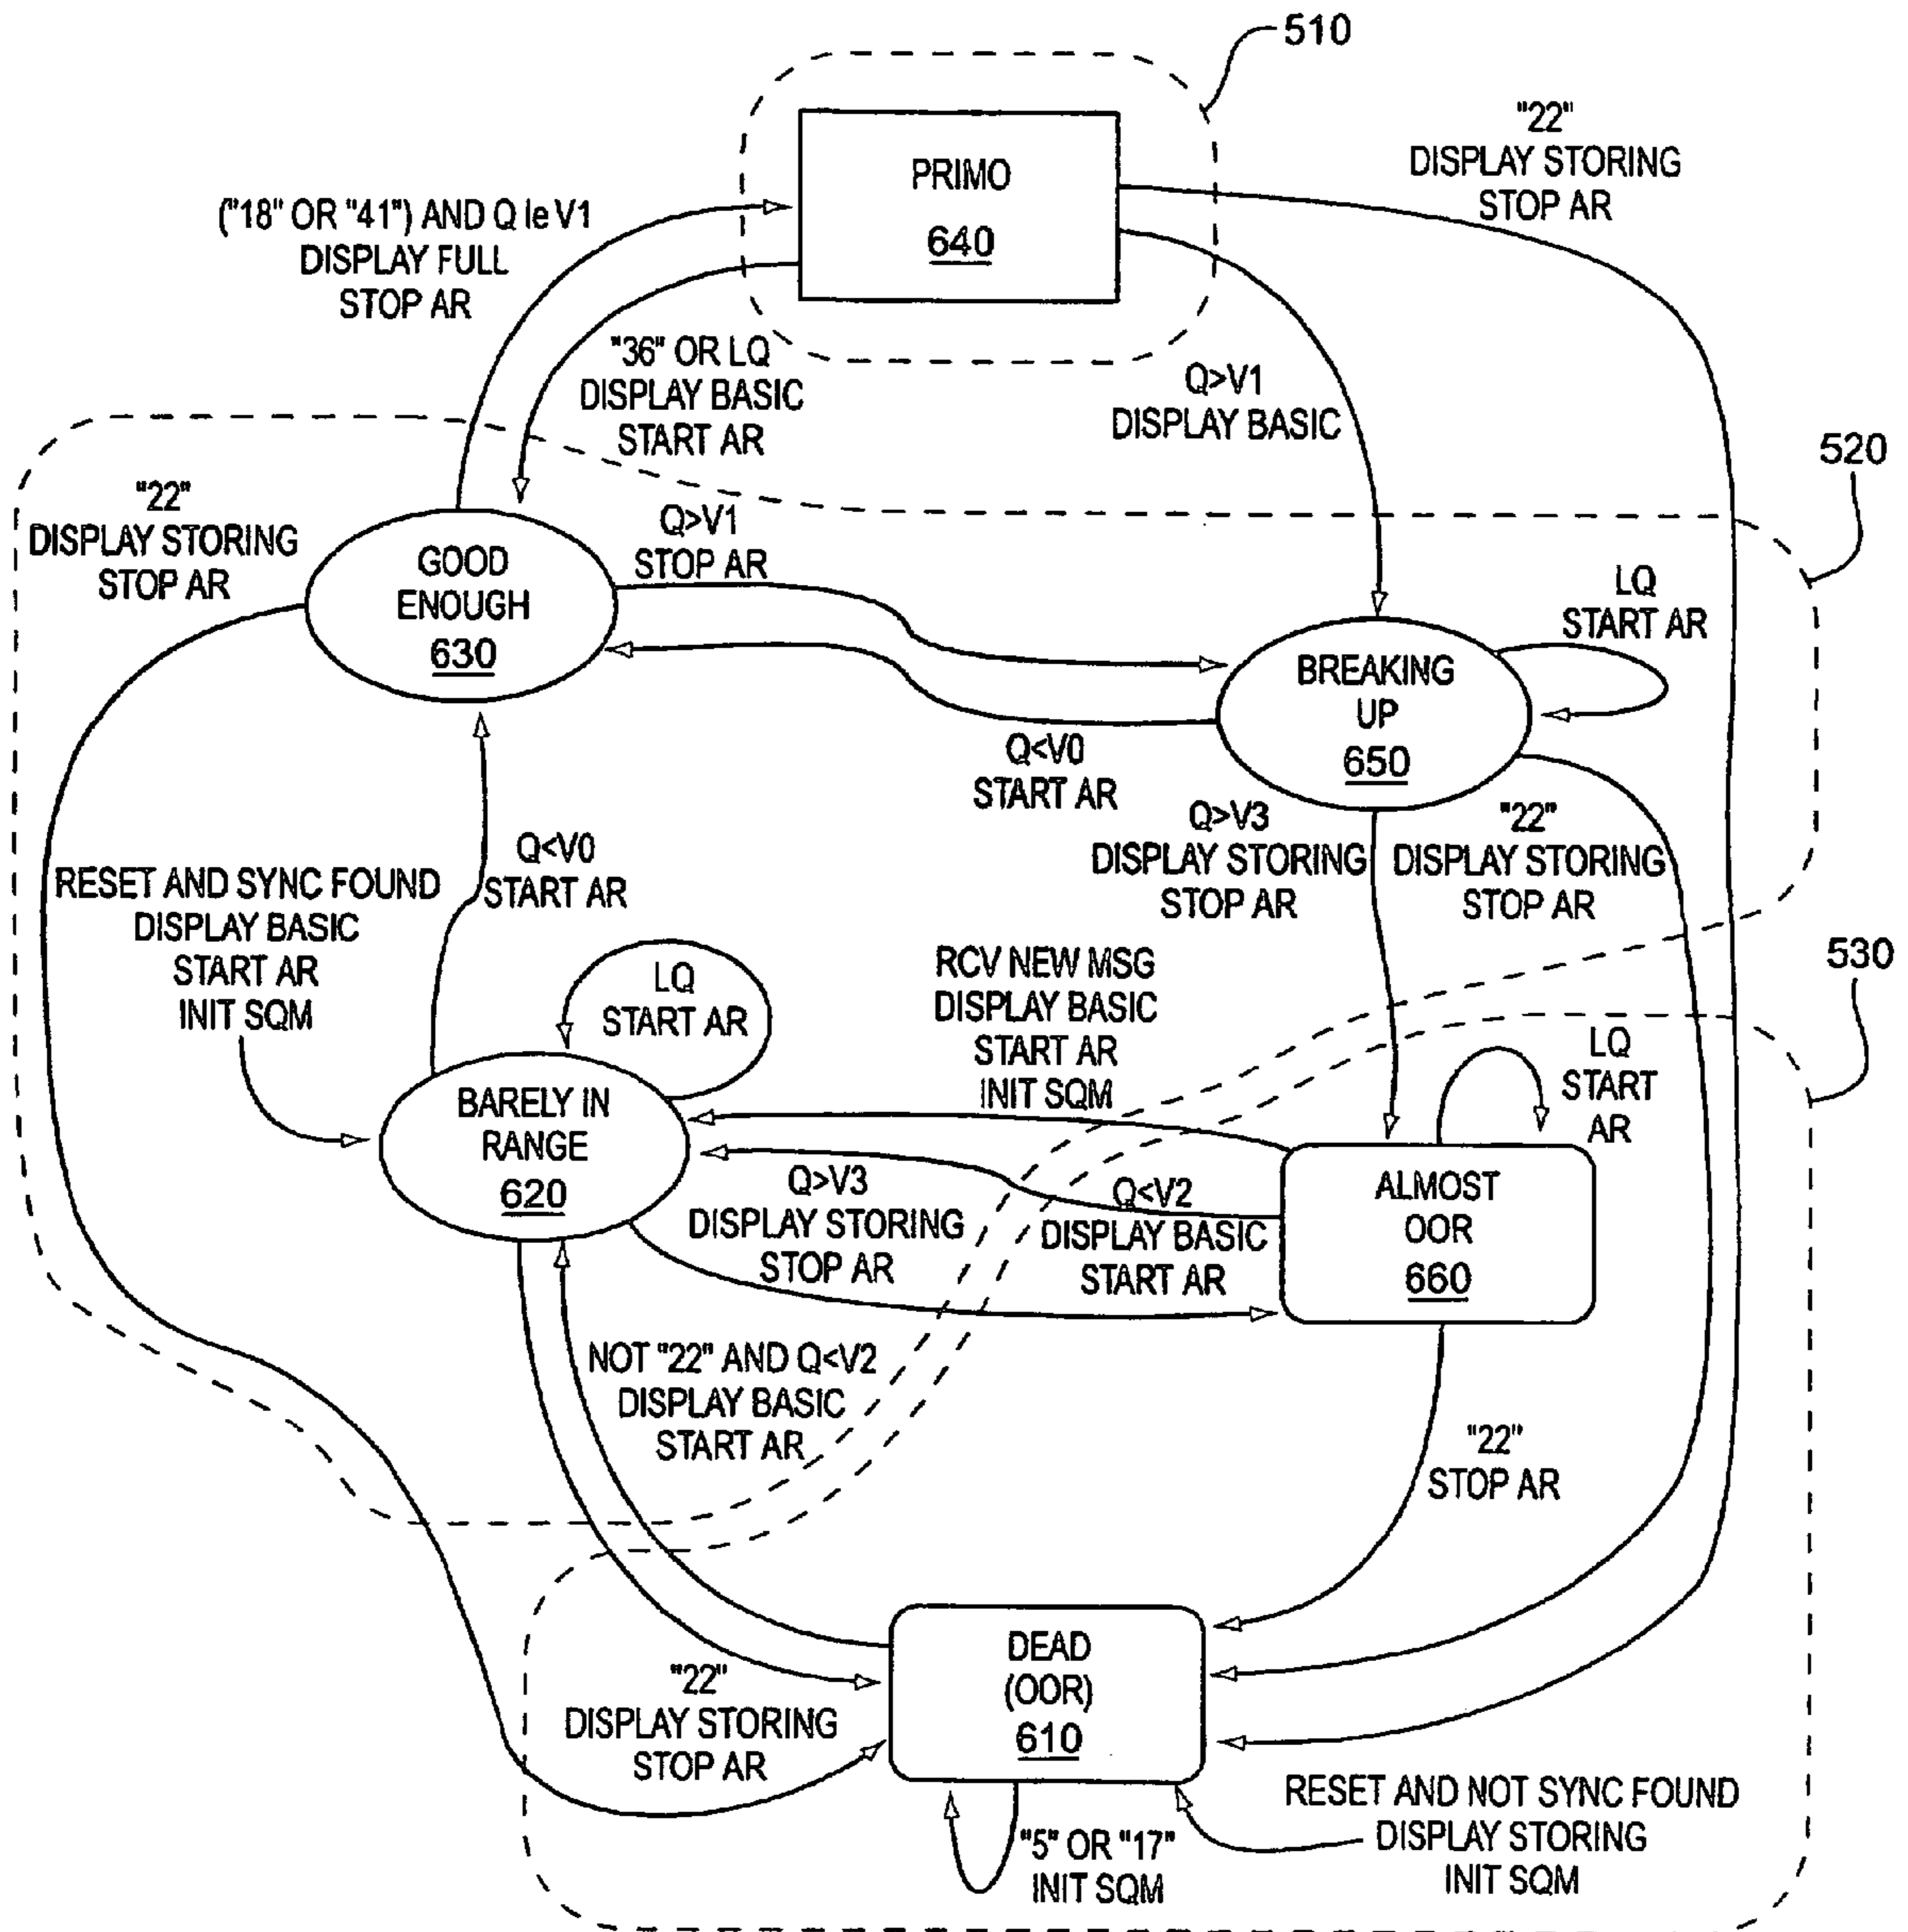 510
PRIMO
640
"22"
DISPLAY STORING
STOP AR
("18" OR "41") AND Q le V1
DISPLAY FULL
STOP AR
"36" OR LQ
DISPLAY BASIC
START AR
Q>V1
DISPLAY BASIC
520
"22"
DISPLAY STORING
STOP AR
GOOD
ENOUGH
630
Q>V1
STOP AR
LQ
START AR
BREAKING
UP
650
Q<V0
START AR
Q>V3
DISPLAY STORING
STOP AR
"22"
DISPLAY STORING
STOP AR
Q<V0
START AR
RESET AND SYNC FOUND
DISPLAY BASIC
START AR
INIT SQM
LQ
START AR
RCV NEW MSG
DISPLAY BASIC
START AR
INIT SQM
530
LQ
START
AR
BARELY IN
RANGE
620
Q>V3
DISPLAY STORING
STOP AR
Q<V2
DISPLAY BASIC
START AR
ALMOST
OOR
660
NOT "22" AND Q<V2
DISPLAY BASIC
START AR
"22"
STOP AR
"22"
DISPLAY STORING
STOP AR
DEAD
(OOR)
610
"5" OR "17"
INIT SQM
RESET AND NOT SYNC FOUND
DISPLAY STORING
INIT SQM